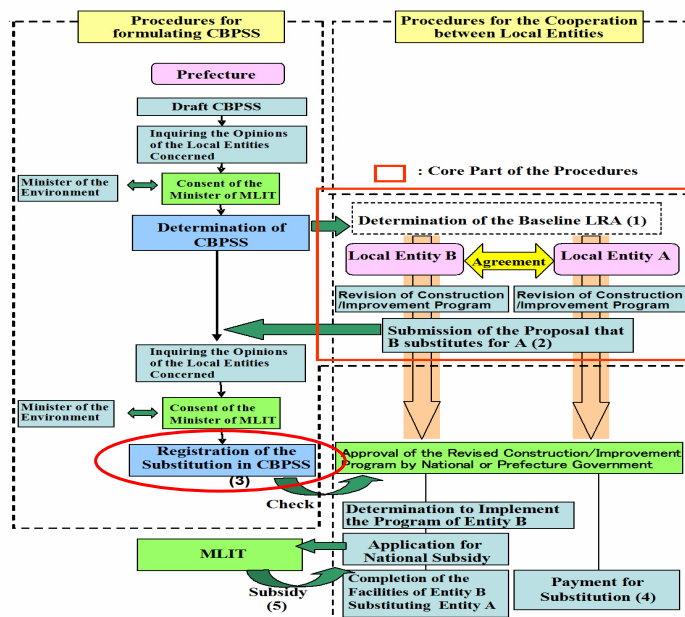 Procedures for
formulating CBPSS
Procedures for the Cooperation
between Local Entities
Prefecture
Draft CBPSS
Inquiring the Opinions
of the Local Entities
Concerned
Minister of the
Environment
Consent of the
Minister of MLIT
Determination of
CBPSS
: Core Part of the Procedures
Determination of the Baseline LRA (1)
Local Entity B
Agreement
Local Entity A
Revision of Construction
/Improvement Program
Revision of Construction
/Improvement Program
Submission of the Proposal that
B substitutes for A (2)
Inquiring the Opinions
of the Local Entities
Concerned
Minister of the
Environment
Consent of the
Minister of MLIT
Registration of the
Substitution in CBPSS
(3)
Check
Approval of the Revised Construction/Improvement
Program by National or Prefecture Government
Determination to Implement
the Program of Entity B
MLIT
Application for
National Subsidy
Subsidy
(5)
Completion of the
Facilities of Entity B
Substituting Entity A
Payment for
Substitution (4)